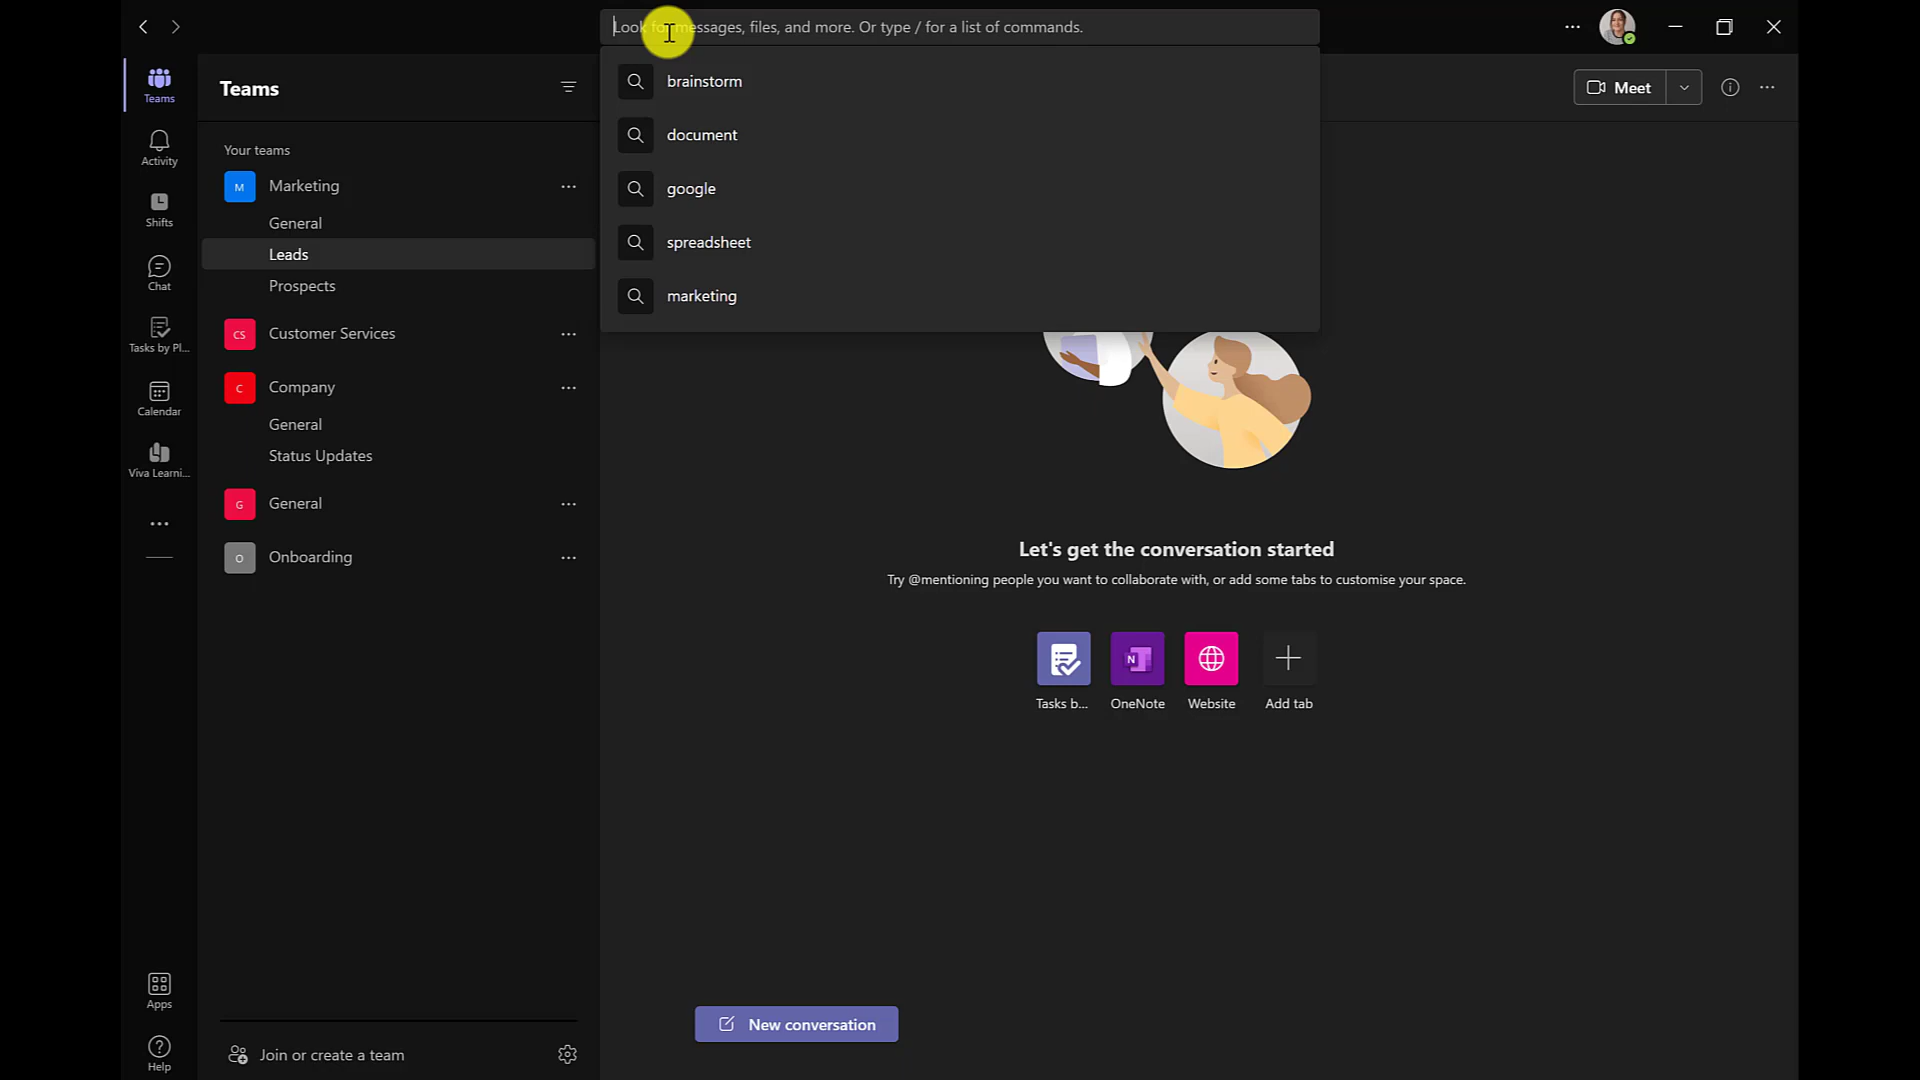 Look for messages, files, and more. Or type / for a list of commands.
Teams
Activity
Shifts
Chat
Tasks by Pl...
Calendar
Viva Learni...
Apps
Help
Teams
Your teams
M Marketing
General
Leads
Prospects
CS Customer Services
C Company
General
Status Updates
G General
O Onboarding
Join or create a team
brainstorm
document
google
spreadsheet
marketing
Meet
Let's get the conversation started
Try @mentioning people you want to collaborate with, or add some tabs to customise your space.
N
Tasks b... OneNote Website Add tab
New conversation